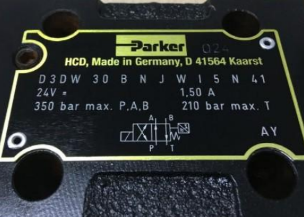 Parker 024
HCD, Made in Germany, D 41564 Kaarst
D3DW 30 B N J W I 5 N 41
24V = 1,50 A
350 bar max. P,A,B 210 bar max. T
A B
P T
AY